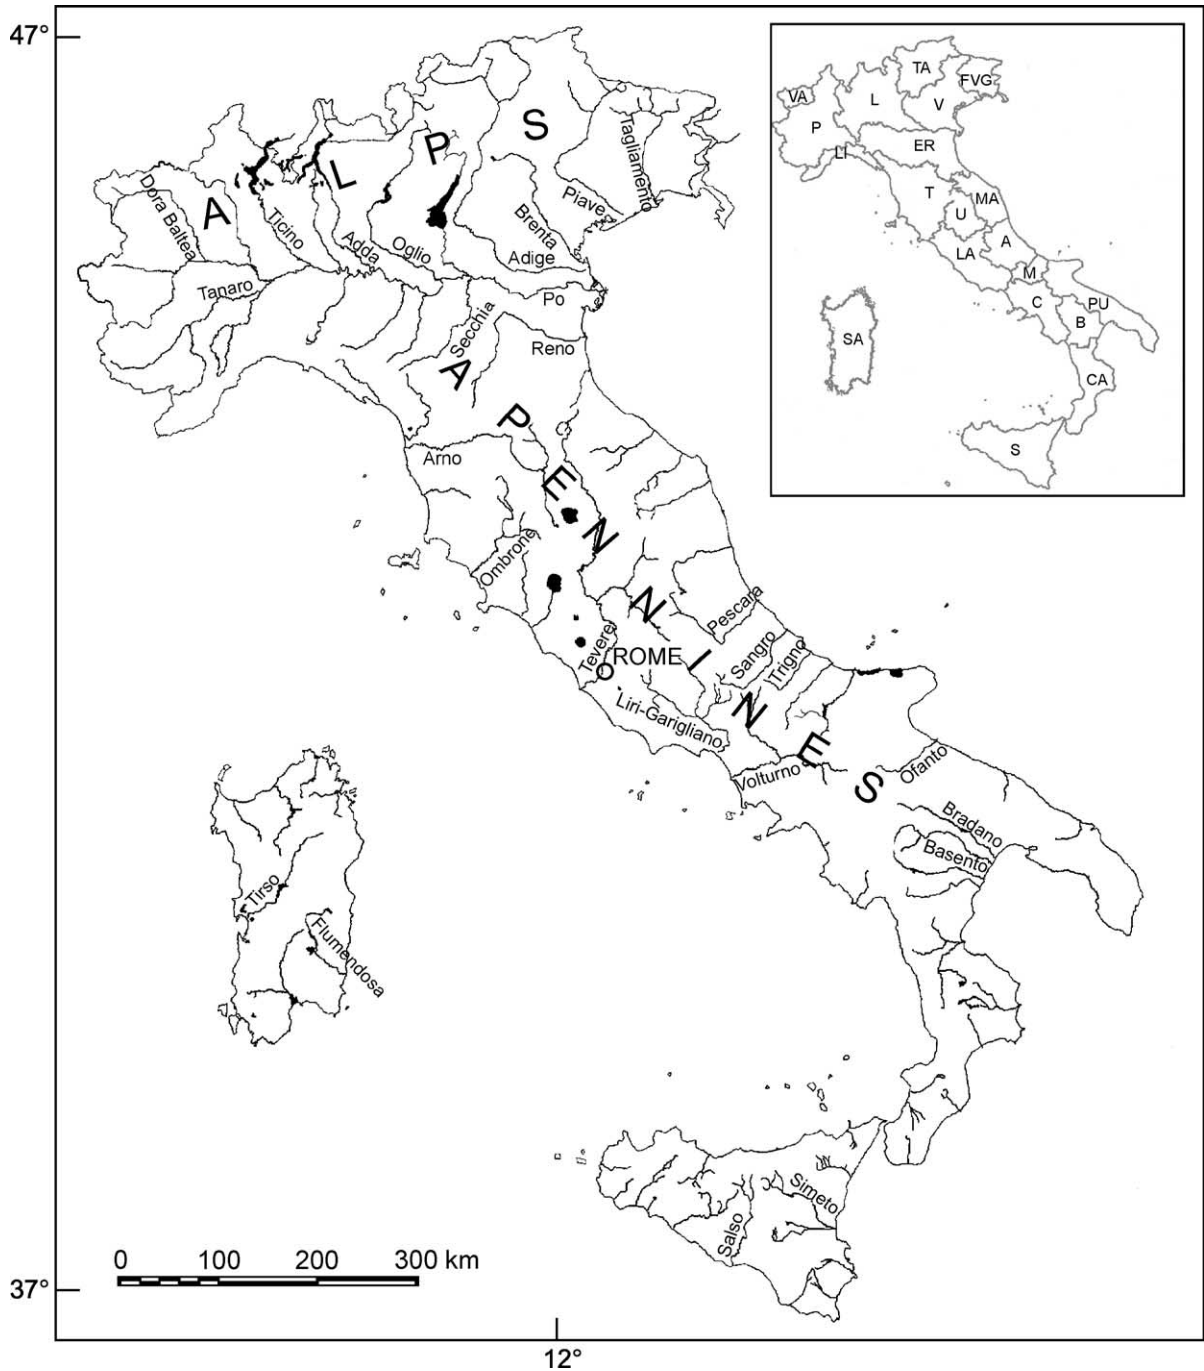 47°
A L P S
Dora Baltea
Ticino
Adda
Oglio
Brenta
Adige
Piave
Tagliamento
Tanaro
Po
Secchia
Reno
A P E N N I N E S
Arno
Ombrone
Tevere
ROME
Pescara
Sangro
Trigno
Liri-Garigliano
Volturno
Ofanto
Bradano
Basento
Tirso
Flumendosa
Simeto
Salso
0 100 200 300 km
37°
12°
TA
FVG
VA
L
V
P
ER
LI
T
MA
U
A
LA
M
C
PU
B
SA
CA
S